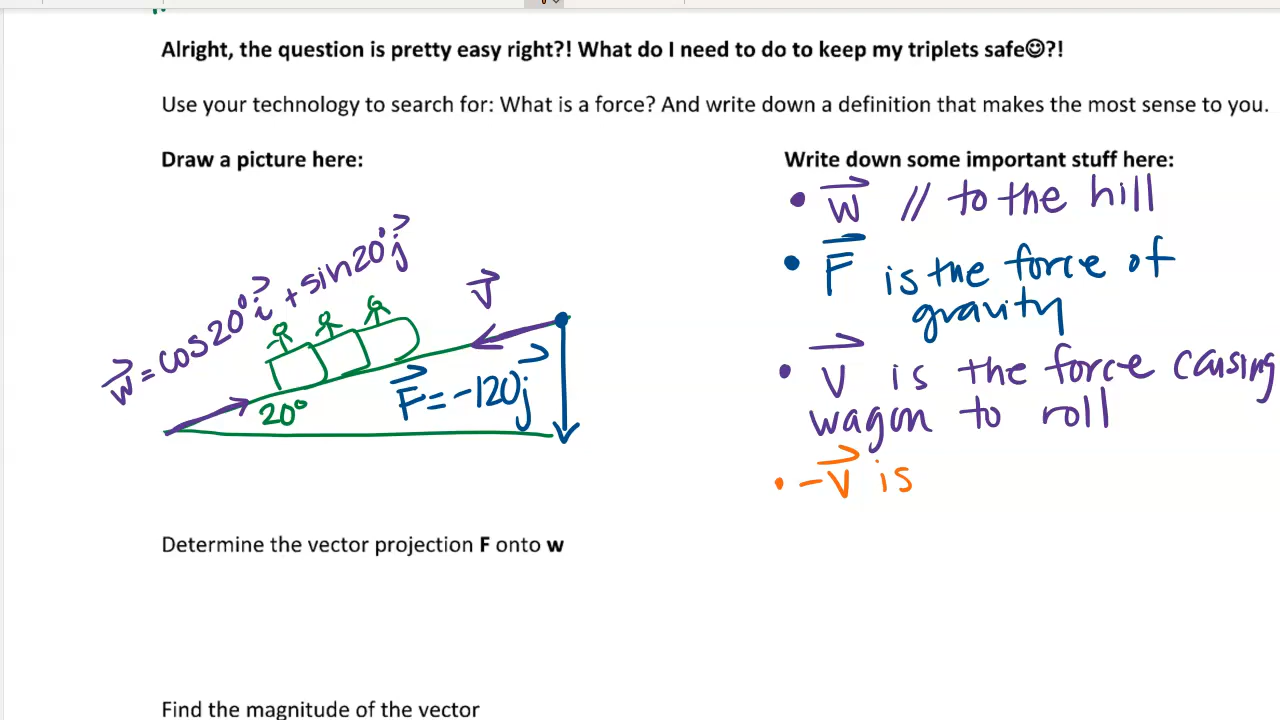 Alright, the question is pretty easy right?! What do I need to do to keep my triplets safe☺?!
Use your technology to search for: What is a force? And write down a definition that makes the most sense to you.
Draw a picture here:
w = cos20°i + sin20°j
v
F = -120j
20°
Write down some important stuff here:
• w // to the hill
• F is the force of
gravity
• v is the force causing
wagon to roll
• -v is
Determine the vector projection F onto w
Find the magnitude of the vector